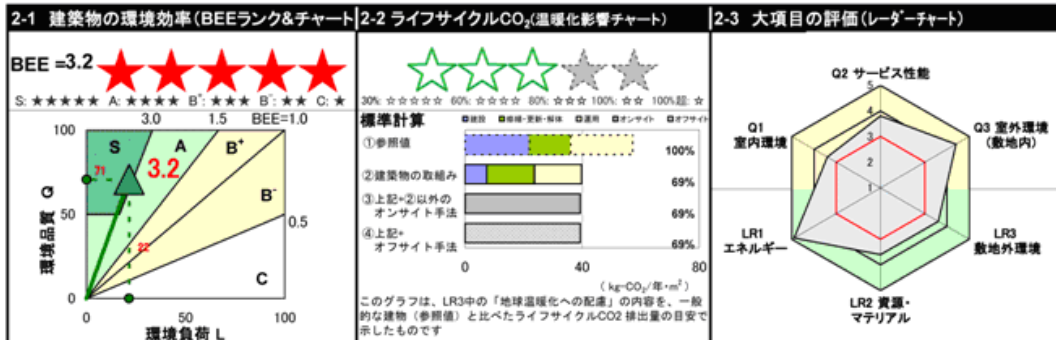 2-1 建築物の環境効率(BEEランク&チャート
BEE =3.2
S: ★★★★★ A: ★★★★ B⁺: ★★★ B⁻: ★★ C: ★
3.0 1.5 BEE=1.0
100
S
A
B⁺
71
3.2
50
B⁻
0.5
22
C
0
環境品質 Q
0 50 100
環境負荷 L
2-2 ライフサイクルCO₂(温暖化影響チャート)
30%: ☆☆☆☆☆ 60%: ☆☆☆☆ 80%: ☆☆☆ 100%: ☆☆ 100%超: ☆
標準計算
■建設 ■修繕・更新・解体 □運用 ■オンサイト ■オフサイト
①参照値 100%
②建築物の取組み 69%
③上記+②以外の
オンサイト手法 69%
④上記+
オフサイト手法 69%
0 40 80
( kg-CO₂/年・m²)
このグラフは、LR3中の「地球温暖化への配慮」の内容を、一般
的な建物（参照値）と比べたライフサイクルCO2 排出量の目安で
示したものです
2-3 大項目の評価(レーダーチャート)
Q2 サービス性能
5
4
3
2
1
Q1
室内環境
Q3 室外環境
(敷地内)
LR1
エネルギー
LR3
敷地外環境
LR2 資源・
マテリアル